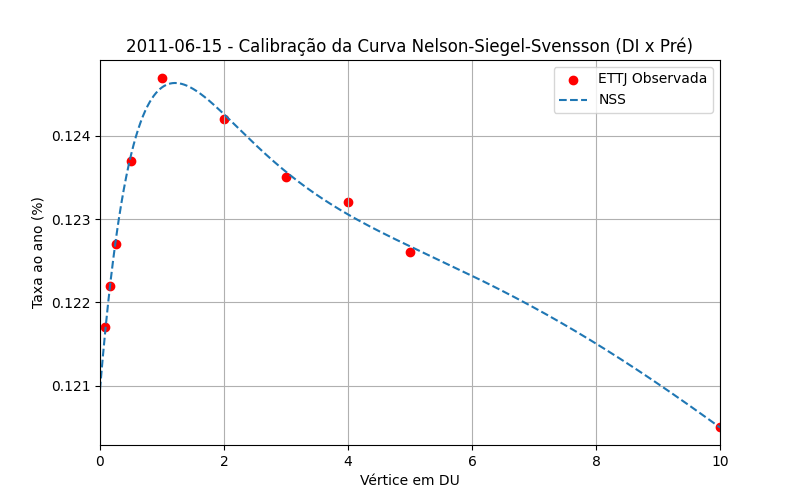 2011-06-15 - Calibração da Curva Nelson-Siegel-Svensson (DI x Pré)
ETTJ Observada
NSS
Taxa ao ano (%)
0.124
0.123
0.122
0.121
0 2 4 6 8 10
Vértice em DU